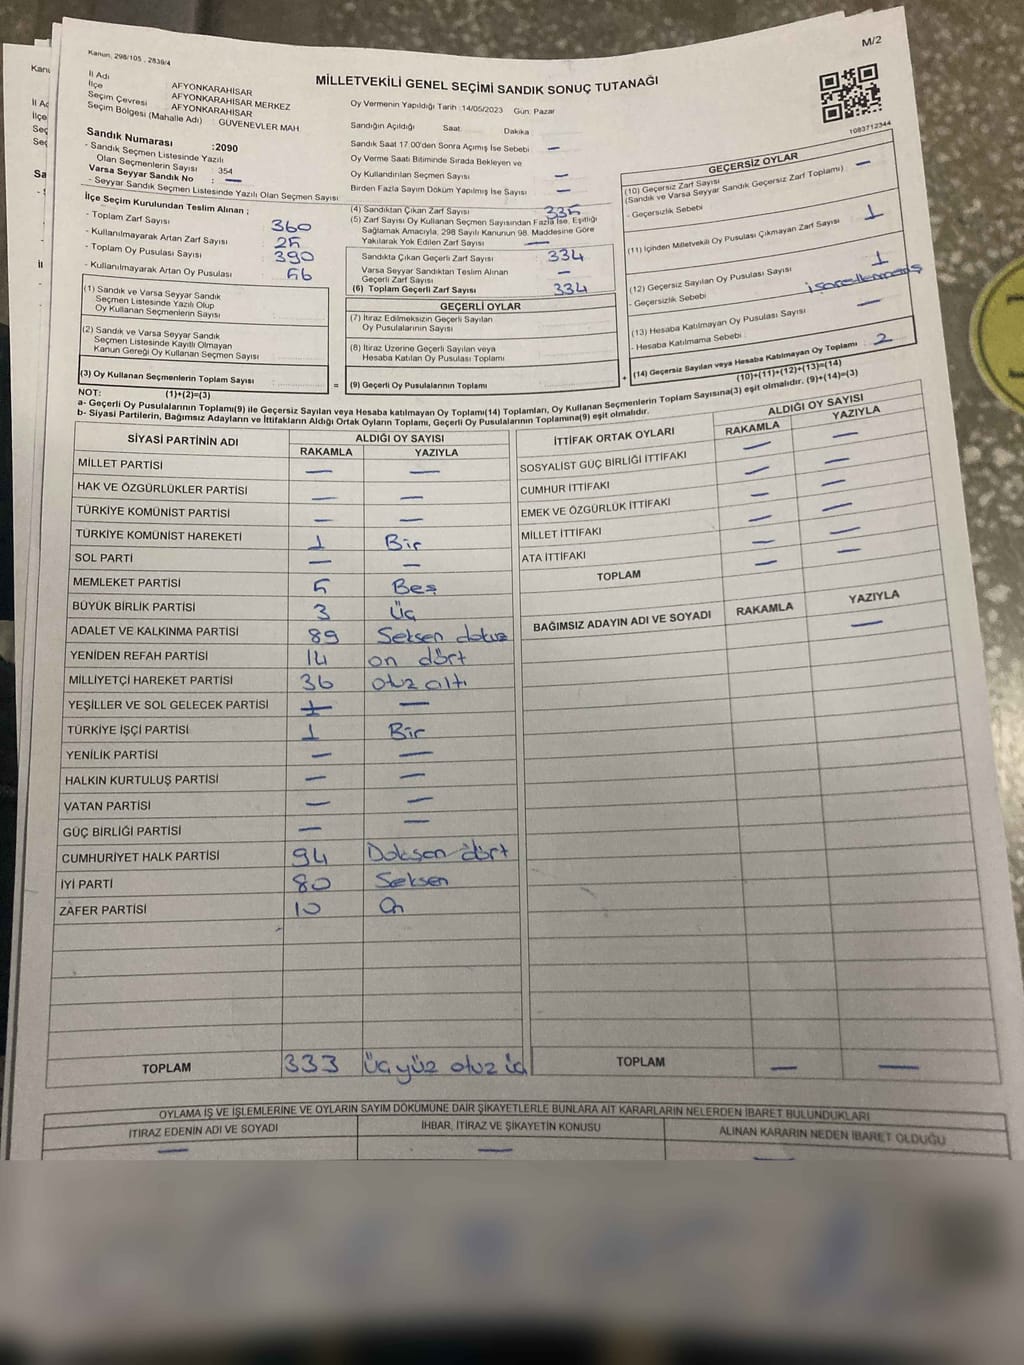 M/2
Kanun, 298/105 , 2839/4
MİLLETVEKİLİ GENEL SEÇİMİ SANDIK SONUÇ TUTANAĞI
1083712344
İl Adı AFYONKARAHİSAR
İlçe AFYONKARAHİSAR MERKEZ
Seçim Çevresi AFYONKARAHİSAR
Seçim Bölgesi (Mahalle Adı) : GÜVENEVLER MAH
Sandık Numarası :2090
- Sandık Seçmen Listesinde Yazılı
Olan Seçmenlerin Sayısı : 354
Varsa Seyyar Sandık No : —
- Seyyar Sandık Seçmen Listesinde Yazılı Olan Seçmen Sayısı
İlçe Seçim Kurulundan Teslim Alınan ;
- Toplam Zarf Sayısı 360
- Kullanılmayarak Artan Zarf Sayısı 25
- Toplam Oy Pusulası Sayısı 390
- Kullanılmayarak Artan Oy Pusulası 56
(1) Sandık ve Varsa Seyyar Sandık
Seçmen Listesinde Yazılı Olup
Oy Kullanan Seçmenlerin Sayısı
(2) Sandık ve Varsa Seyyar Sandık
Seçmen Listesinde Kayıtlı Olmayan
Kanun Gereği Oy Kullanan Seçmen Sayısı
(3) Oy Kullanan Seçmenlerin Toplam Sayısı
(1)+(2)=(3)
Oy Vermenin Yapıldığı Tarih :14/05/2023 Gün: Pazar
Sandığın Açıldığı Saat Dakika
Sandık Saat 17.00'den Sonra Açımış İse Sebebi —
Oy Verme Saati Bitiminde Sırada Bekleyen ve
Oy Kullandırılan Seçmen Sayısı —
Birden Fazla Sayım Döküm Yapılmış İse Sayısı —
(4) Sandıktan Çıkan Zarf Sayısı 335
(5) Zarf Sayısı Oy Kullanan Seçmen Sayısından Fazla İse, Eşitliği
Sağlamak Amacıyla, 298 Sayılı Kanunun 98. Maddesine Göre
Yakılarak Yok Edilen Zarf Sayısı —
Sandıkta Çıkan Geçerli Zarf Sayısı 334
Varsa Seyyar Sandıktan Teslim Alınan
Geçerli Zarf Sayısı —
(6) Toplam Geçerli Zarf Sayısı 334
GEÇERLİ OYLAR
(7) İtiraz Edilmeksizin Geçerli Sayılan
Oy Pusulalarının Sayısı
(8) İtiraz Üzerine Geçerli Sayılan veya
Hesaba Katılan Oy Pusulası Toplamı
= (9) Geçerli Oy Pusulalarının Toplamı +
GEÇERSİZ OYLAR
(10) Geçersiz Zarf Sayısı
(Sandık ve Varsa Seyyar Sandık Geçersiz Zarf Toplamı) —
- Geçersizlik Sebebi
(11) İçinden Milletvekili Oy Pusulası Çıkmayan Zarf Sayısı 1
(12) Geçersiz Sayılan Oy Pusulası Sayısı 1
- Geçersizlik Sebebi
(13) Hesaba Katılmayan Oy Pusulası Sayısı —
- Hesaba Katılmama Sebebi
(14) Geçersiz Sayılan veya Hesaba Katılmayan Oy Toplamı 2
(10)+(11)+(12)+(13)=(14)
NOT:
a- Geçerli Oy Pusulalarının Toplamı(9) ile Geçersiz Sayılan veya Hesaba katılmayan Oy Toplamı(14) Toplamları, Oy Kullanan Seçmenlerin Toplam Sayısına(3) eşit olmalıdır. (9)+(14)=(3)
b- Siyasi Partilerin, Bağımsız Adayların ve İttifakların Aldığı Ortak Oyların Toplamı, Geçerli Oy Pusulalarının Toplamına(9) eşit olmalıdır.
SİYASİ PARTİNİN ADI ALDIĞI OY SAYISI
RAKAMLA YAZIYLA
MİLLET PARTİSİ — —
HAK VE ÖZGÜRLÜKLER PARTİSİ — —
TÜRKİYE KOMÜNİST PARTİSİ — —
TÜRKİYE KOMÜNİST HAREKETİ 1 Bir
SOL PARTİ — —
MEMLEKET PARTİSİ 5 Beş
BÜYÜK BİRLİK PARTİSİ 3 Üç
ADALET VE KALKINMA PARTİSİ 89 Seksen dokuz
YENİDEN REFAH PARTİSİ 14 on dört
MİLLİYETÇİ HAREKET PARTİSİ 36 otuz altı
YEŞİLLER VE SOL GELECEK PARTİSİ —
TÜRKİYE İŞÇİ PARTİSİ 1 Bir
YENİLİK PARTİSİ — —
HALKIN KURTULUŞ PARTİSİ — —
VATAN PARTİSİ — —
GÜÇ BİRLİĞİ PARTİSİ — —
CUMHURİYET HALK PARTİSİ 94 Doksen dört
İYİ PARTİ 80 Seksen
ZAFER PARTİSİ 10 On
TOPLAM 333 Üç yüz otuz üç
İTTİFAK ORTAK OYLARI ALDIĞI OY SAYISI
RAKAMLA YAZIYLA
SOSYALİST GÜÇ BİRLİĞİ İTTİFAKI — —
CUMHUR İTTİFAKI — —
EMEK VE ÖZGÜRLÜK İTTİFAKI — —
MİLLET İTTİFAKI — —
ATA İTTİFAKI — —
TOPLAM — —
BAĞIMSIZ ADAYIN ADI VE SOYADI RAKAMLA YAZIYLA
—
TOPLAM — —
OYLAMA İŞ VE İŞLEMLERİNE VE OYLARIN SAYIM DÖKÜMÜNE DAİR ŞİKAYETLERLE BUNLARA AİT KARARLARIN NELERDEN İBARET BULUNDUKLARI
İTİRAZ EDENİN ADI VE SOYADI İHBAR, İTİRAZ VE ŞİKAYETİN KONUSU ALINAN KARARIN NEDEN İBARET OLDUĞU
— — —